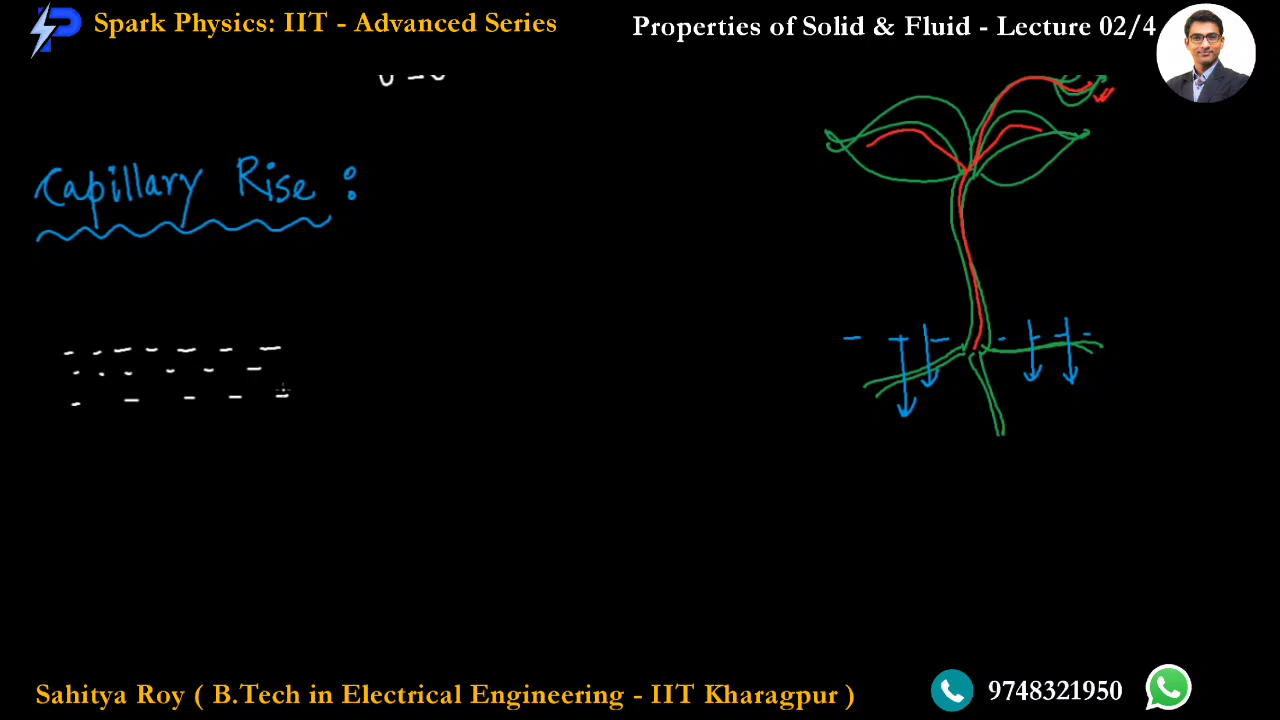 Spark Physics: IIT - Advanced Series
Properties of Solid & Fluid - Lecture 02/4
Capillary Rise :
Sahitya Roy ( B.Tech in Electrical Engineering - IIT Kharagpur )
9748321950